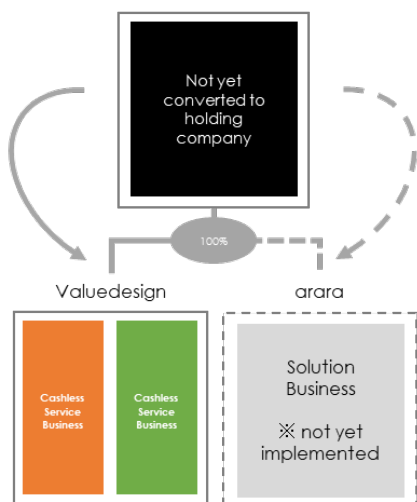 Not yet
converted to
holding
company
100%
Valuedesign
arara
Cashless
Service
Business
Cashless
Service
Business
Solution
Business
※ not yet
implemented